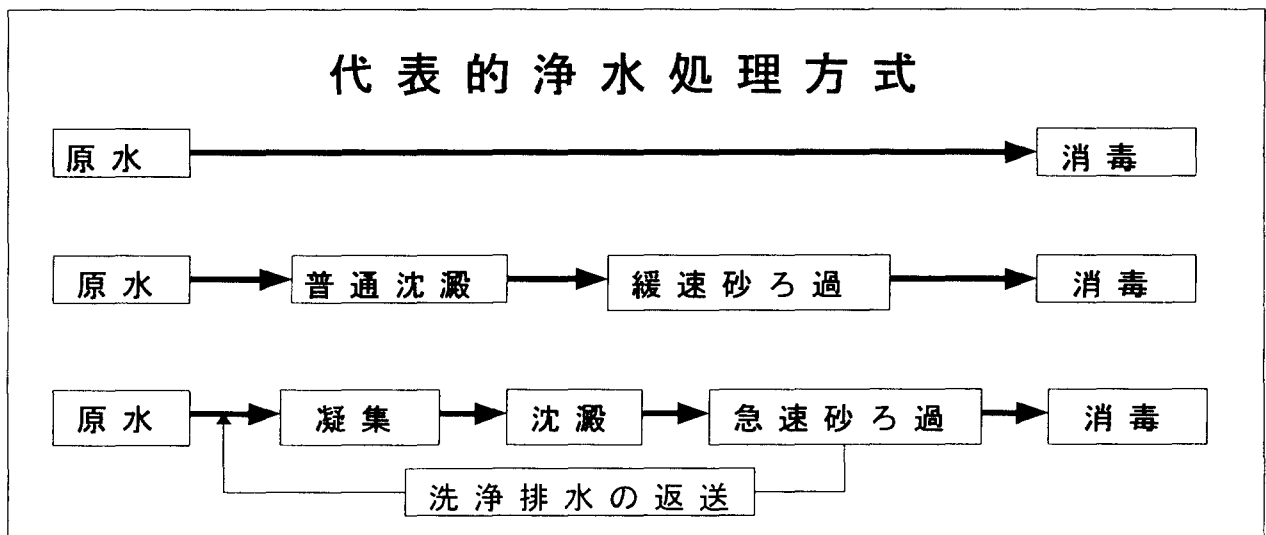 代表的浄水処理方式
原水 消毒
原水 普通沈澱 緩速砂ろ過 消毒
原水 凝集 沈澱 急速砂ろ過 消毒
洗浄排水の返送